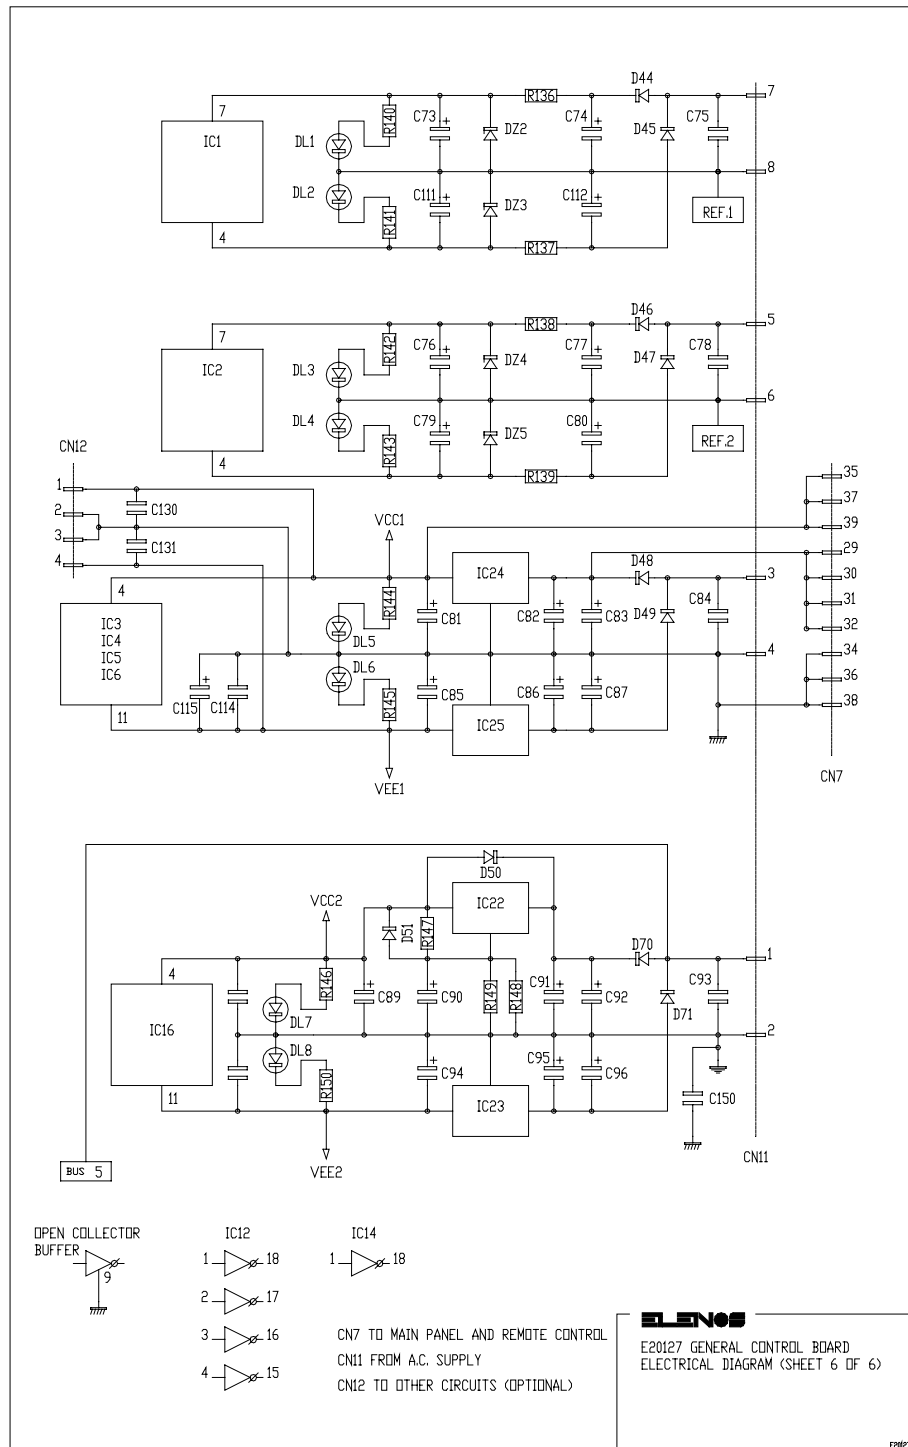 D44
7
7
R136
R140
C73
C74
D45
C75
IC1
DL1
DZ2
8
DL2
C111
DZ3
C112
REF.1
R141
4
R137
D46
5
7
R138
R142
C76
C77
D47
C78
IC2
DL3
DZ4
6
DL4
C79
DZ5
C80
REF.2
R143
CN12
4
R139
35
1
C130
37
2
VCC1
39
3
C131
29
4
IC24
D48
3
30
4
R144
31
IC3
C81
C82
C83
D49
C84
IC4
DL5
32
IC5
4
34
IC6
DL6
36
C115
C114
R145
C85
C86
C87
38
11
IC25
CN7
VEE1
D50
VCC2
IC22
D51
R147
D70
1
4
R146
C89
C90
R149
R148
C91
C92
C93
IC16
DL7
D71
2
DL8
C94
C95
C96
11
R150
IC23
C150
VEE2
CN11
BUS 5
OPEN COLLECTOR
BUFFER
9
IC12
IC14
1 18
1 18
2 17
3 16
4 15
CN7 TO MAIN PANEL AND REMOTE CONTROL
CN11 FROM A.C. SUPPLY
CN12 TO OTHER CIRCUITS (OPTIONAL)
ELENOS
E20127 GENERAL CONTROL BOARD
ELECTRICAL DIAGRAM (SHEET 6 OF 6)